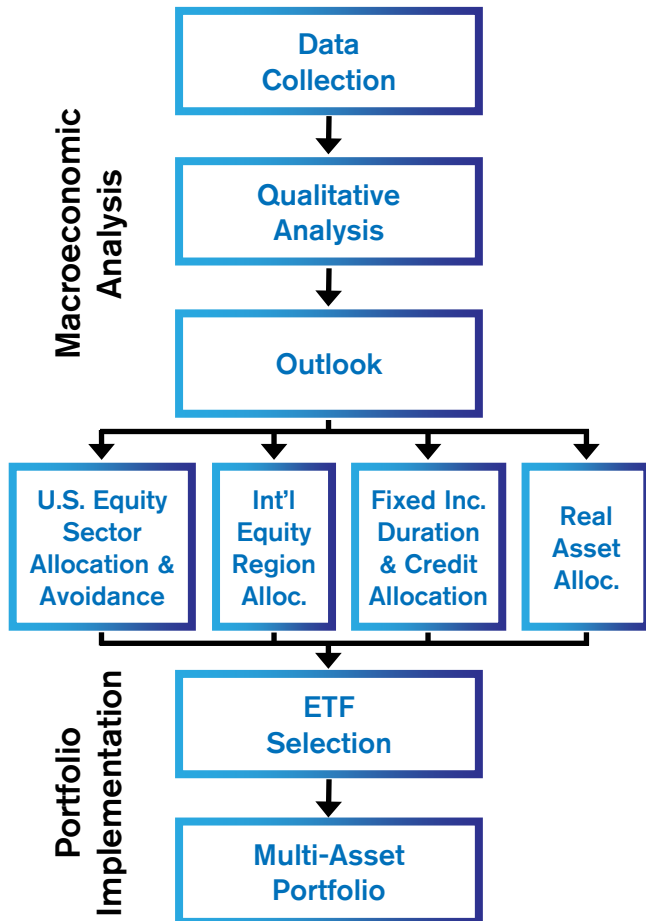 Macroeconomic
Analysis
Data
Collection
Qualitative
Analysis
Outlook
U.S. Equity
Sector
Allocation &
Avoidance
Int'l
Equity
Region
Alloc.
Fixed Inc.
Duration
& Credit
Allocation
Real
Asset
Alloc.
Portfolio
Implementation
ETF
Selection
Multi-Asset
Portfolio